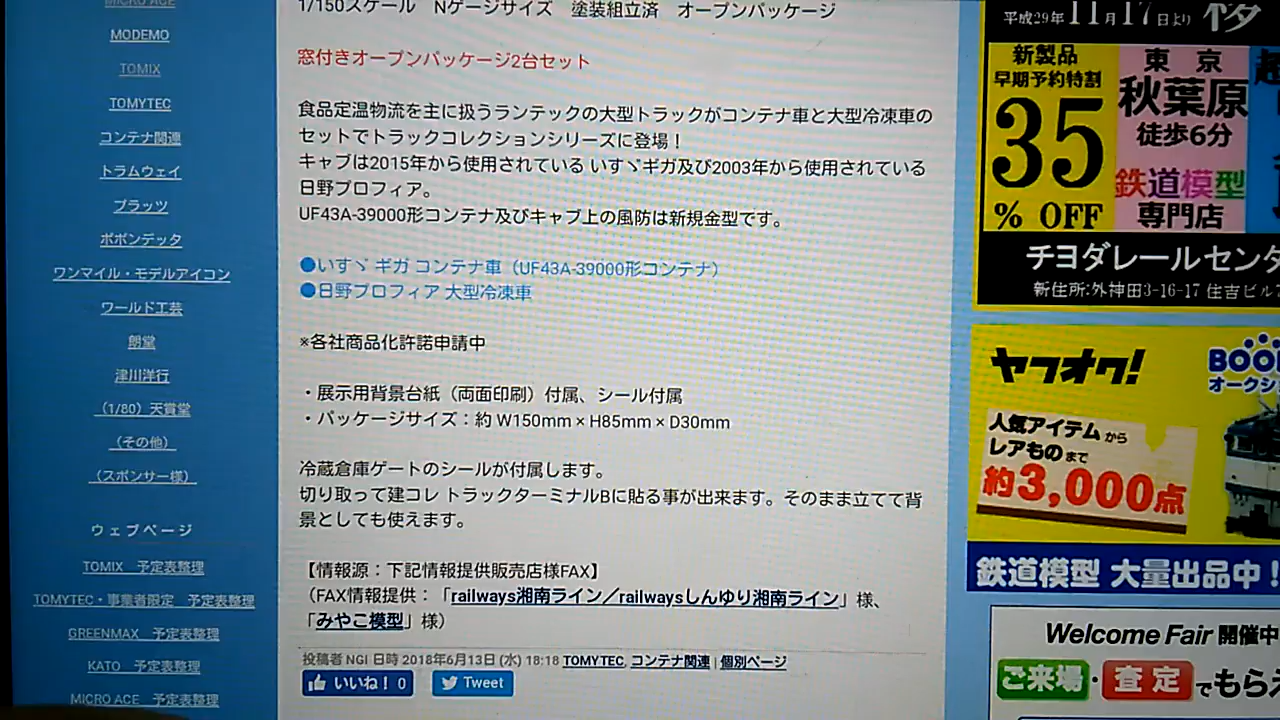 MICRO ACE
MODEMO
TOMIX
TOMYTEC
コンテナ関連
トラムウェイ
プラッツ
ポポンデッタ
ワンマイル・モデルアイコン
ワールド工芸
朗堂
津川洋行
（1/80）天賞堂
（その他）
（スポンサー様）
ウェブページ
TOMIX　予定表整理
TOMYTEC・事業者限定　予定表整理
GREENMAX　予定表整理
KATO　予定表整理
MICRO ACE　予定表整理
1/150スケール　Nゲージサイズ　塗装組立済　オープンパッケージ
窓付きオープンパッケージ2台セット
食品定温物流を主に扱うランテックの大型トラックがコンテナ車と大型冷凍車の
セットでトラックコレクションシリーズに登場！
キャブは2015年から使用されている いすゞギガ及び2003年から使用されている
日野プロフィア。
UF43A-39000形コンテナ及びキャブ上の風防は新規金型です。
●いすゞ ギガ コンテナ車（UF43A-39000形コンテナ）
●日野プロフィア 大型冷凍車
※各社商品化許諾申請中
・展示用背景台紙（両面印刷）付属、シール付属
・パッケージサイズ：約 W150mm × H85mm × D30mm
冷蔵倉庫ゲートのシールが付属します。
切り取って建コレ トラックターミナルBに貼る事が出来ます。そのまま立てて背
景としても使えます。
【情報源：下記情報提供販売店様FAX】
（FAX情報提供：「railways湘南ライン／railwaysしんゆり湘南ライン」様、
「みやこ模型」様）
投稿者 NGI 日時 2018年6月13日 (水) 18:18 TOMYTEC, コンテナ関連 | 個別ページ
いいね！ 0
Tweet
平成29年11月17日より
新製品
早期予約特割
35
% OFF
東京
秋葉原
徒歩6分
鉄道模型
専門店
チヨダレールセンタ
新住所:外神田3-16-17 住吉ビル
ヤフオク!
オークシ
人気アイテムから
レアものまで
約3,000点
鉄道模型 大量出品中！
Welcome Fair 開催中
ご来場・査定でもらえ